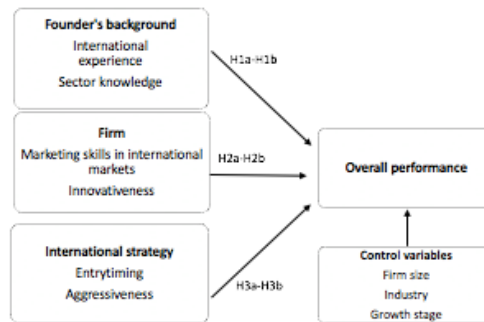 Founder's background
International
experience
Sector knowledge
H1a-H1b
Firm
Marketing skills in international
markets
Innovativeness
H2a-H2b
Overall performance
International strategy
Entrytiming
Aggressiveness
H3a-H3b
Control variables
Firm size
Industry
Growth stage